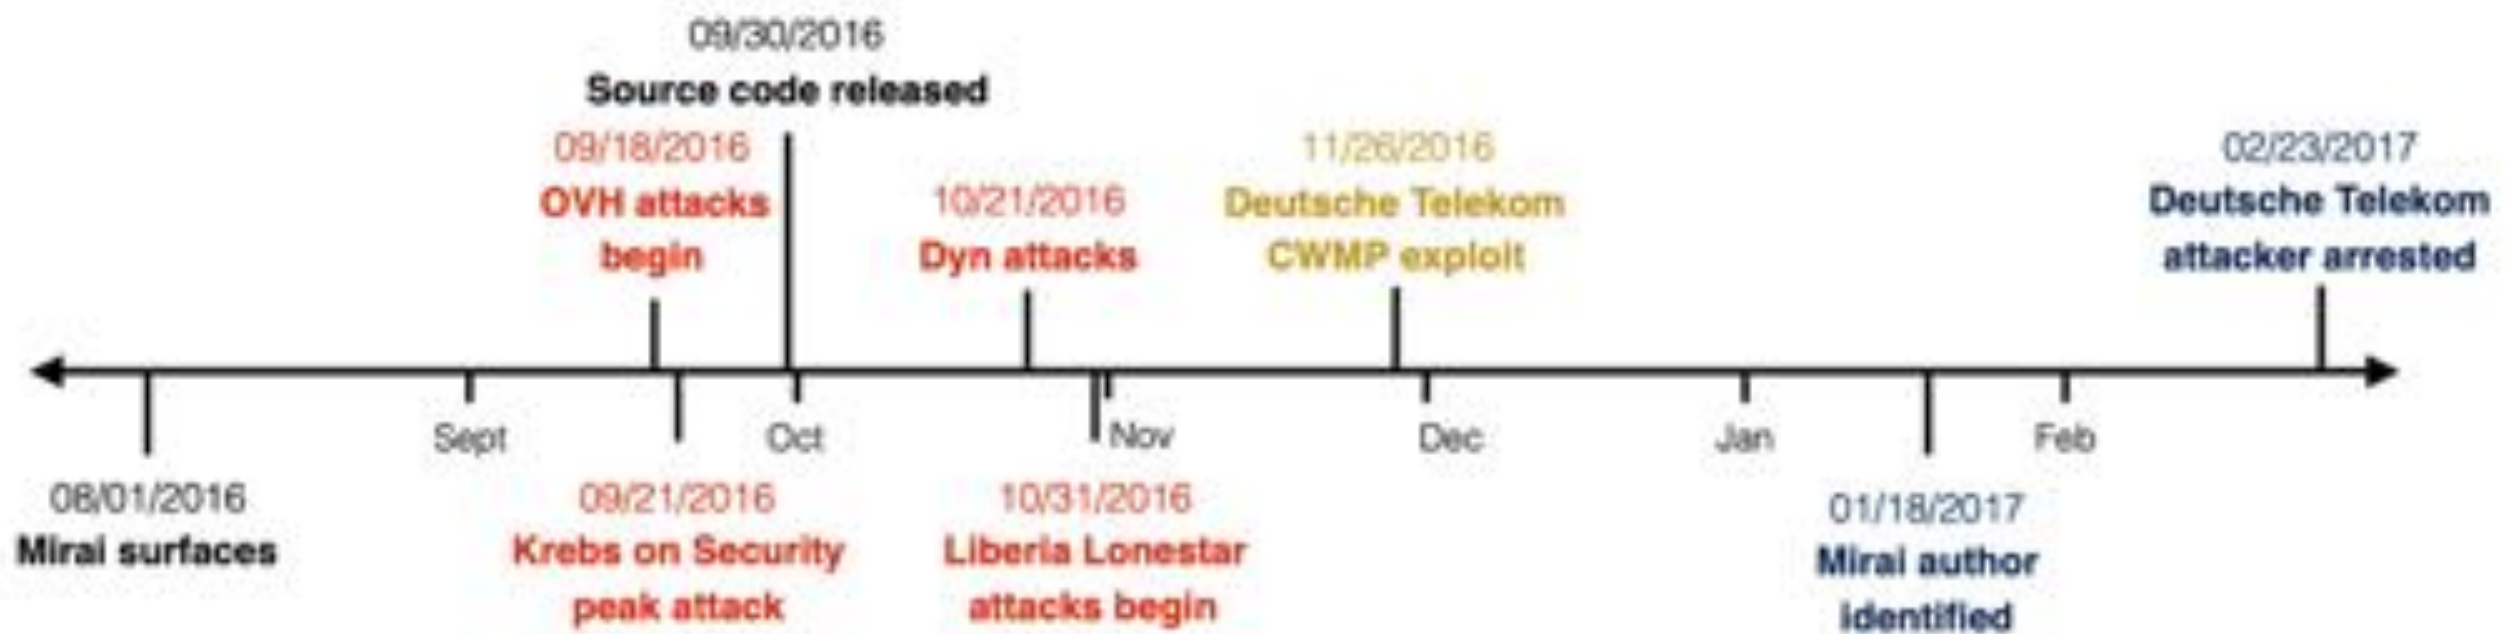 09/30/2016
Source code released
09/18/2016
OVH attacks
begin
10/21/2016
Dyn attacks
11/26/2016
Deutsche Telekom
CWMP exploit
02/23/2017
Deutsche Telekom
attacker arrested
Sept
Oct
Nov
Dec
Jan
Feb
08/01/2016
Mirai surfaces
09/21/2016
Krebs on Security
peak attack
10/31/2016
Liberia Lonestar
attacks begin
01/18/2017
Mirai author
identified